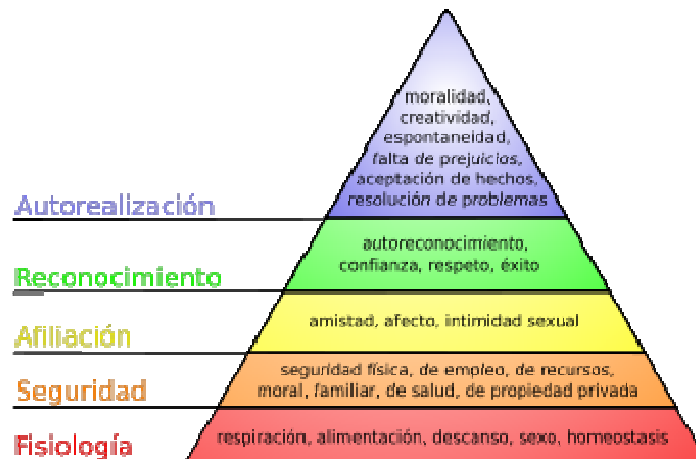 moralidad,
creatividad,
espontaneidad,
falta de prejuicios,
aceptación de hechos,
resolución de problemas
Autorealización
autoreconocimiento,
confianza, respeto, éxito
Reconocimiento
amistad, afecto, intimidad sexual
Afiliación
seguridad física, de empleo, de recursos,
moral, familiar, de salud, de propiedad privada
Seguridad
respiración, alimentación, descanso, sexo, homeostasis
Fisiología